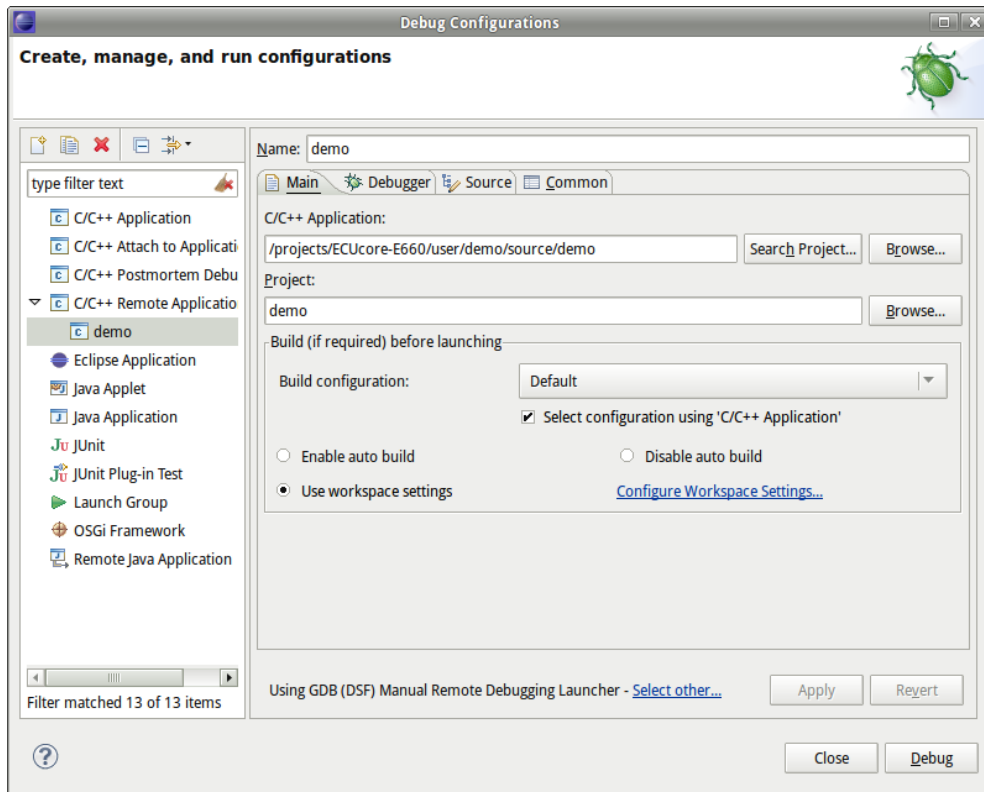 Debug Configurations
Create, manage, and run configurations
Name: demo
type filter text
Main Debugger Source Common
C/C++ Application
C/C++ Application:
C/C++ Attach to Applicati
/projects/ECUcore-E660/user/demo/source/demo Search Project... Browse...
C/C++ Postmortem Debu
Project:
C/C++ Remote Applicatio
demo Browse...
demo
Build (if required) before launching
Eclipse Application
Build configuration: Default
Java Applet
Select configuration using 'C/C++ Application'
Java Application
JUnit
Enable auto build Disable auto build
JUnit Plug-in Test
Use workspace settings Configure Workspace Settings...
Launch Group
OSGi Framework
Remote Java Application
Filter matched 13 of 13 items
Using GDB (DSF) Manual Remote Debugging Launcher - Select other... Apply Revert
Close Debug